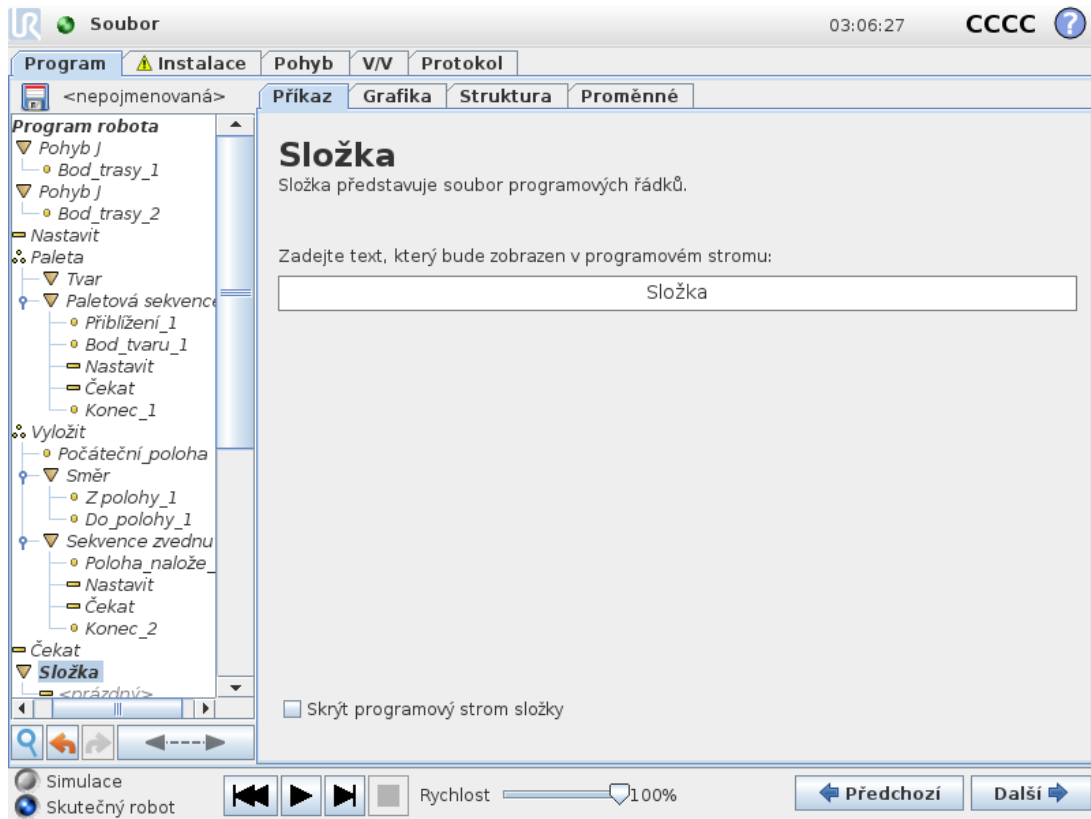 UR Soubor 03:06:27 CCCC ?
Program Instalace Pohyb V/V Protokol
<nepojmenovaná> Příkaz Grafika Struktura Proměnné
Program robota
Pohyb J
Bod_trasy_1
Pohyb J
Bod_trasy_2
Nastavit
Paleta
Tvar
Paletová sekvence
Přiblížení_1
Bod_tvaru_1
Nastavit
Čekat
Konec_1
Vyložit
Počáteční_poloha
Směr
Z polohy_1
Do_polohy_1
Sekvence zvednu
Poloha_nalože_
Nastavit
Čekat
Konec_2
Čekat
Složka
<prázdný>
Složka
Složka představuje soubor programových řádků.
Zadejte text, který bude zobrazen v programovém stromu:
Složka
Skrýt programový strom složky
Simulace
Skutečný robot
Rychlost 100%
Předchozí Další